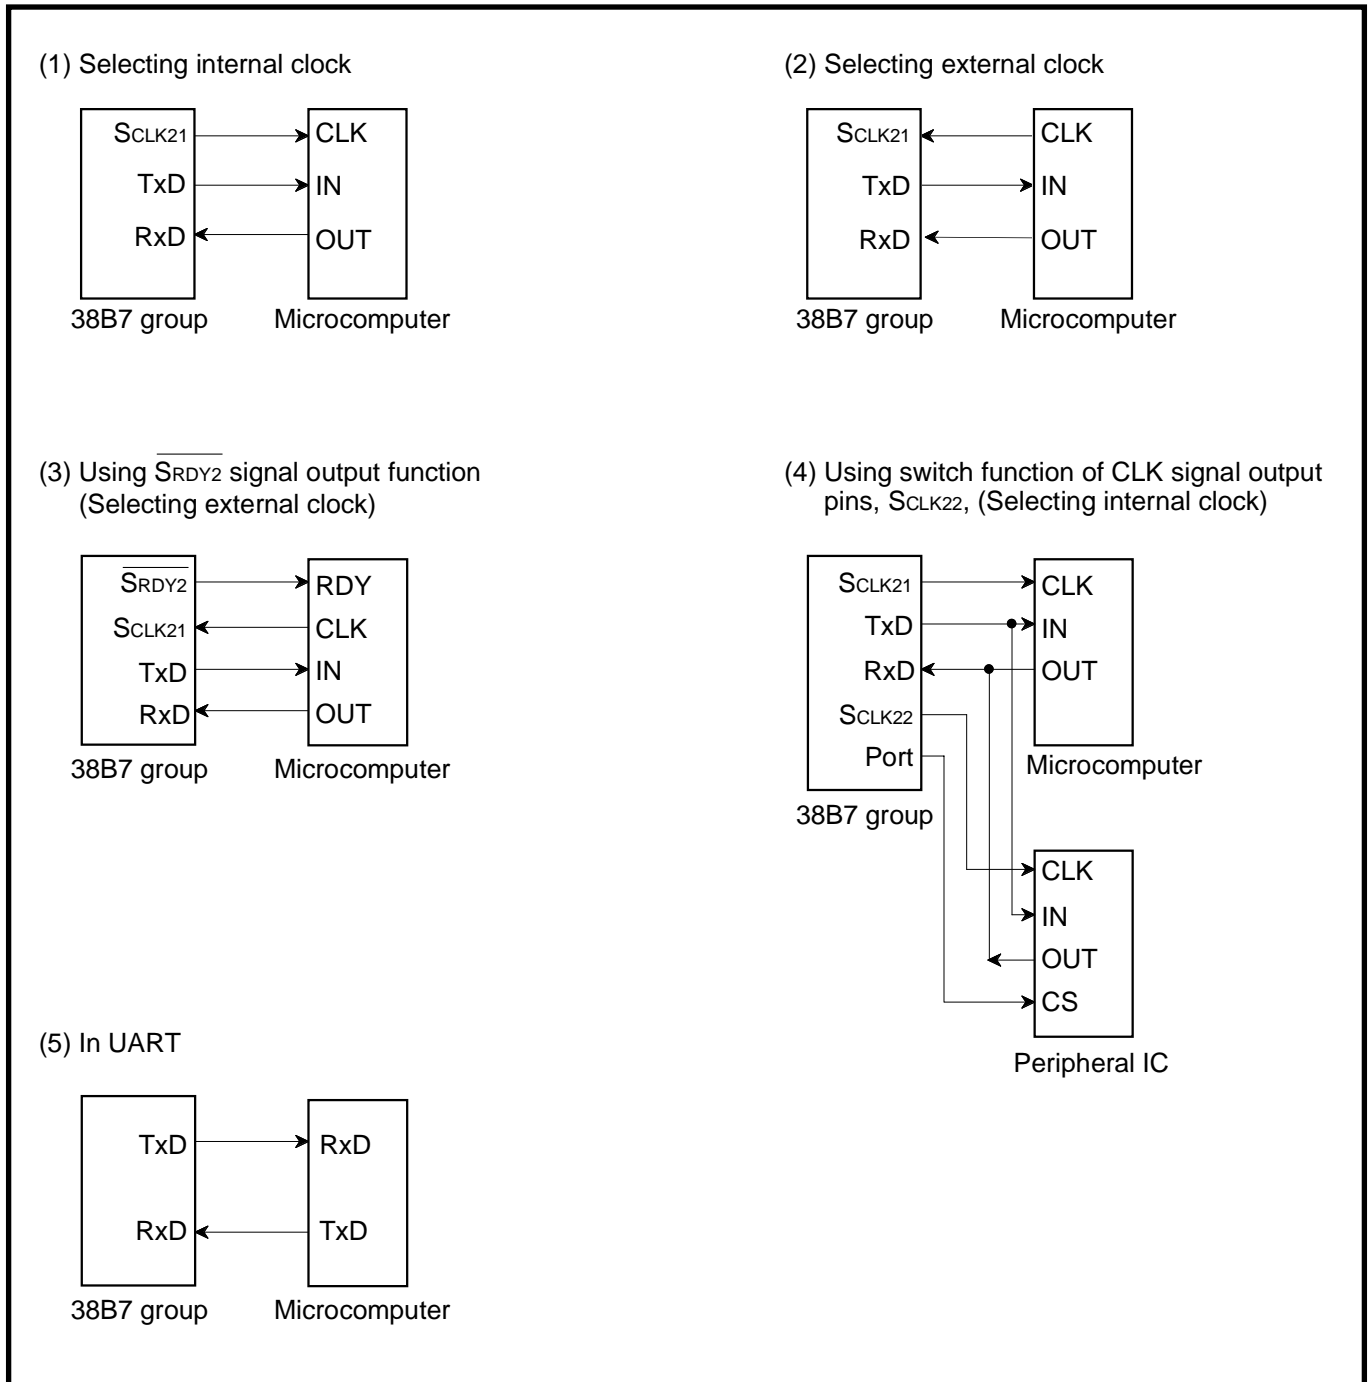 (1) Selecting internal clock
SCLK21
TxD
RxD
CLK
IN
OUT
38B7 group
Microcomputer
(2) Selecting external clock
SCLK21
TxD
RxD
CLK
IN
OUT
38B7 group
Microcomputer
(3) Using SRDY2 signal output function
(Selecting external clock)
SRDY2
SCLK21
TxD
RxD
RDY
CLK
IN
OUT
38B7 group
Microcomputer
(4) Using switch function of CLK signal output
pins, SCLK22, (Selecting internal clock)
SCLK21
TxD
RxD
SCLK22
Port
38B7 group
CLK
IN
OUT
Microcomputer
CLK
IN
OUT
CS
Peripheral IC
(5) In UART
TxD
RxD
RxD
TxD
38B7 group
Microcomputer